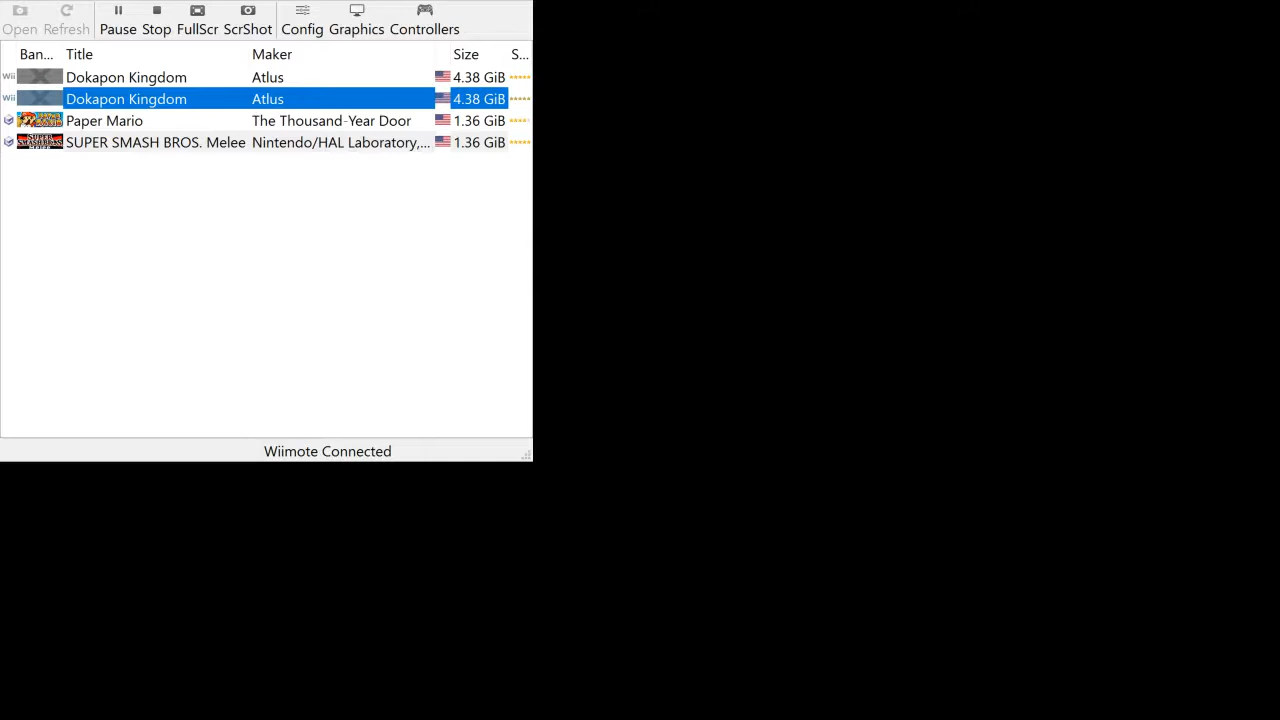 Open Refresh Pause Stop FullScr ScrShot Config Graphics Controllers
Ban... Title Maker Size S...
Wii Dokapon Kingdom Atlus 4.38 GiB
Wii Dokapon Kingdom Atlus 4.38 GiB
Paper Mario The Thousand-Year Door 1.36 GiB
SUPER SMASH BROS. Melee Nintendo/HAL Laboratory,... 1.36 GiB
Wiimote Connected